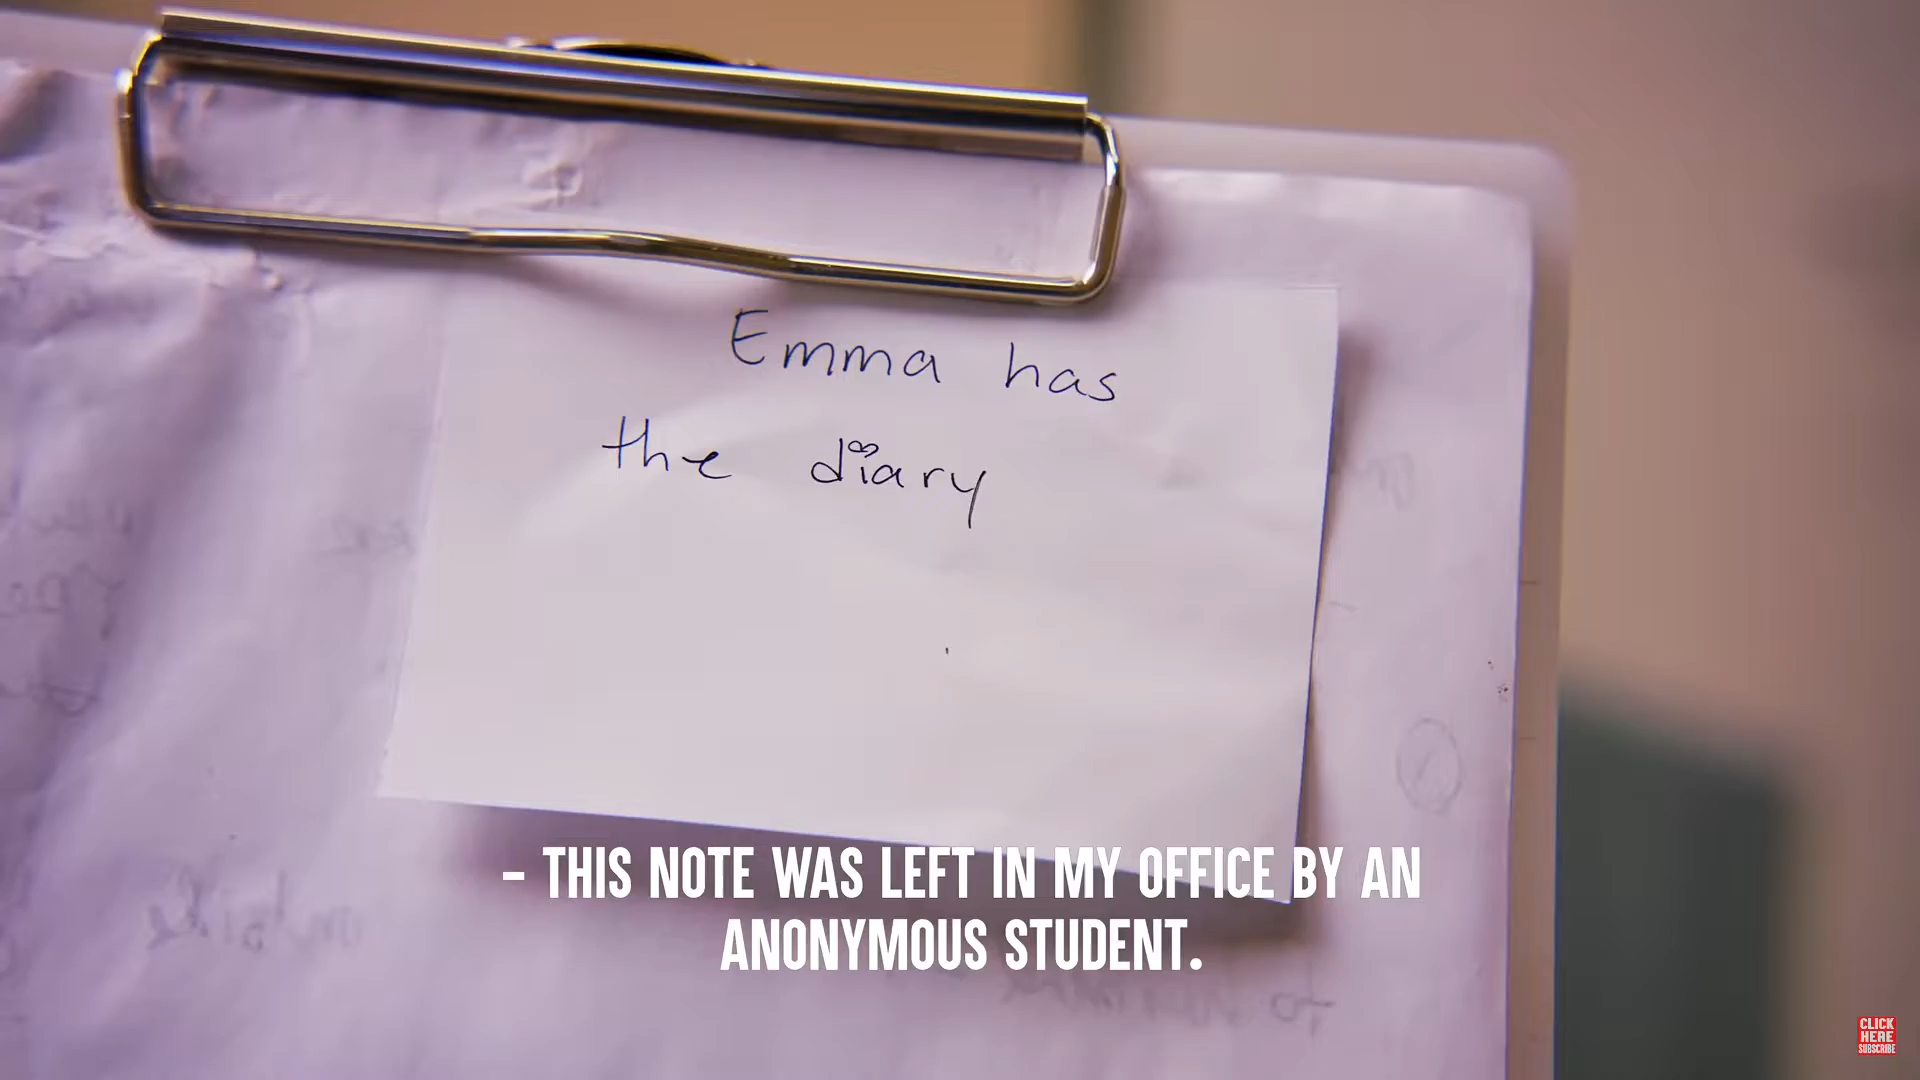 Emma has
the diary
- THIS NOTE WAS LEFT IN MY OFFICE BY AN
ANONYMOUS STUDENT.
CLICK
HERE
SUBSCRIBE